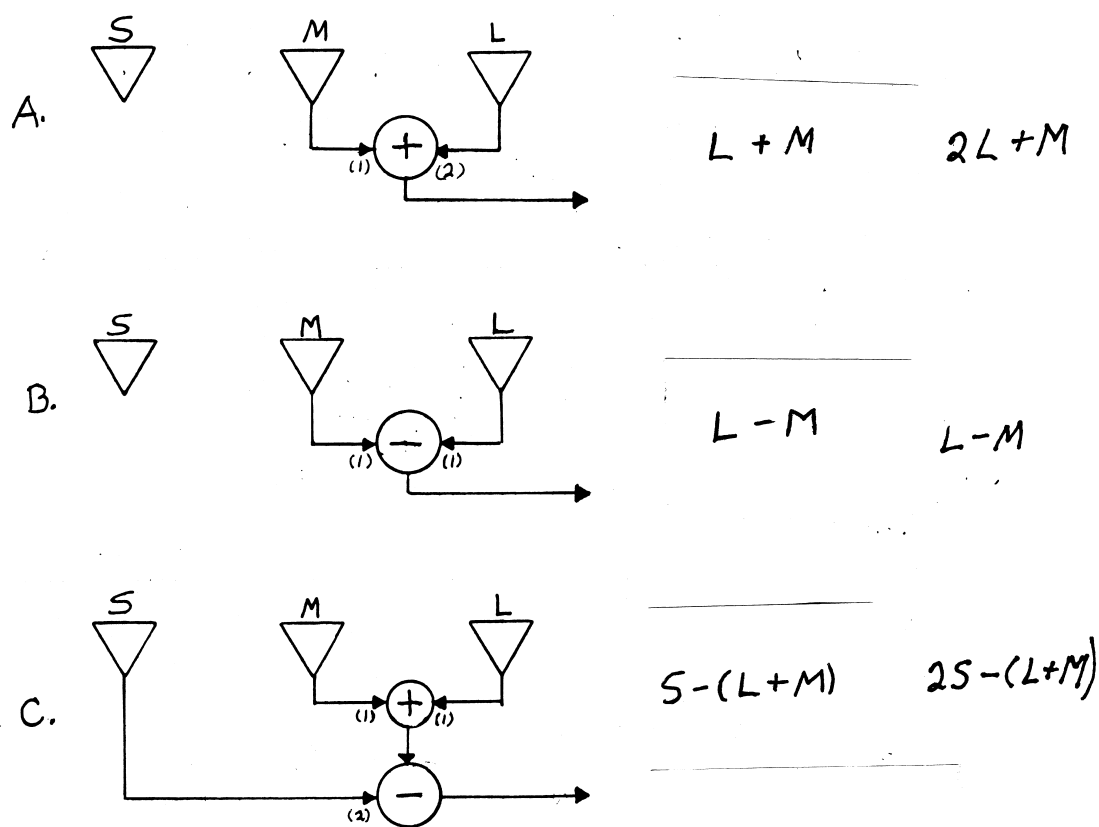 S M L
A. + L + M 2L + M
(1) (2)
S M L
B. − L − M L − M
(1) (1)
S M L
C. + S − (L + M) 2S − (L+M)
(1) (1)
−
(2)